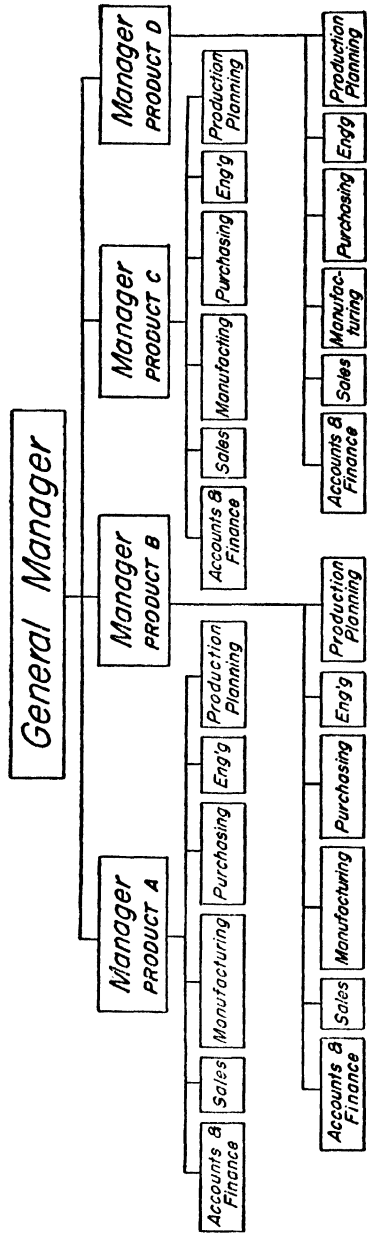 General Manager
Manager
PRODUCT A
Manager
PRODUCT B
Manager
PRODUCT C
Manager
PRODUCT D
Accounts &
Finance
Sales
Manufacturing
Purchasing
Eng'g
Production
Planning
Accounts &
Finance
Sales
Manufacturing
Purchasing
Eng'g
Production
Planning
Accounts &
Finance
Sales
Manufacting
Purchasing
Eng'g
Production
Planning
Accounts &
Finance
Sales
Manufac-
turing
Purchasing
Eng'g
Production
Planning